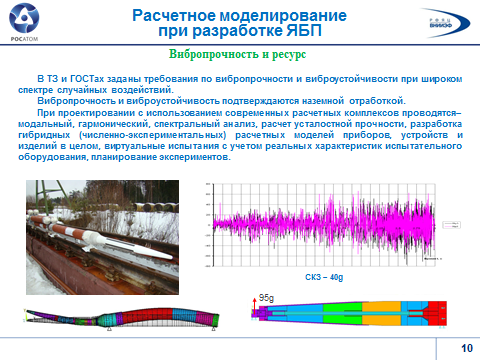 Расчетное моделирование
при разработке ЯБП
РОСАТОМ
Вибропрочность и ресурс
В ТЗ и ГОСТах заданы требования по вибропрочности и виброустойчивости при широком
спектре случайных воздействий.
Вибропрочность и виброустойчивость подтверждаются наземной отработкой.
При проектировании с использованием современных расчетных комплексов проводятся–
модальный, гармонический, спектральный анализ, расчет усталостной прочности, разработка
гибридных (численно-экспериментальных) расчетных моделей приборов, устройств и
изделий в целом, виртуальные испытания с учетом реальных характеристик испытательного
оборудования, планирование экспериментов.
СКЗ – 40g
95g
10